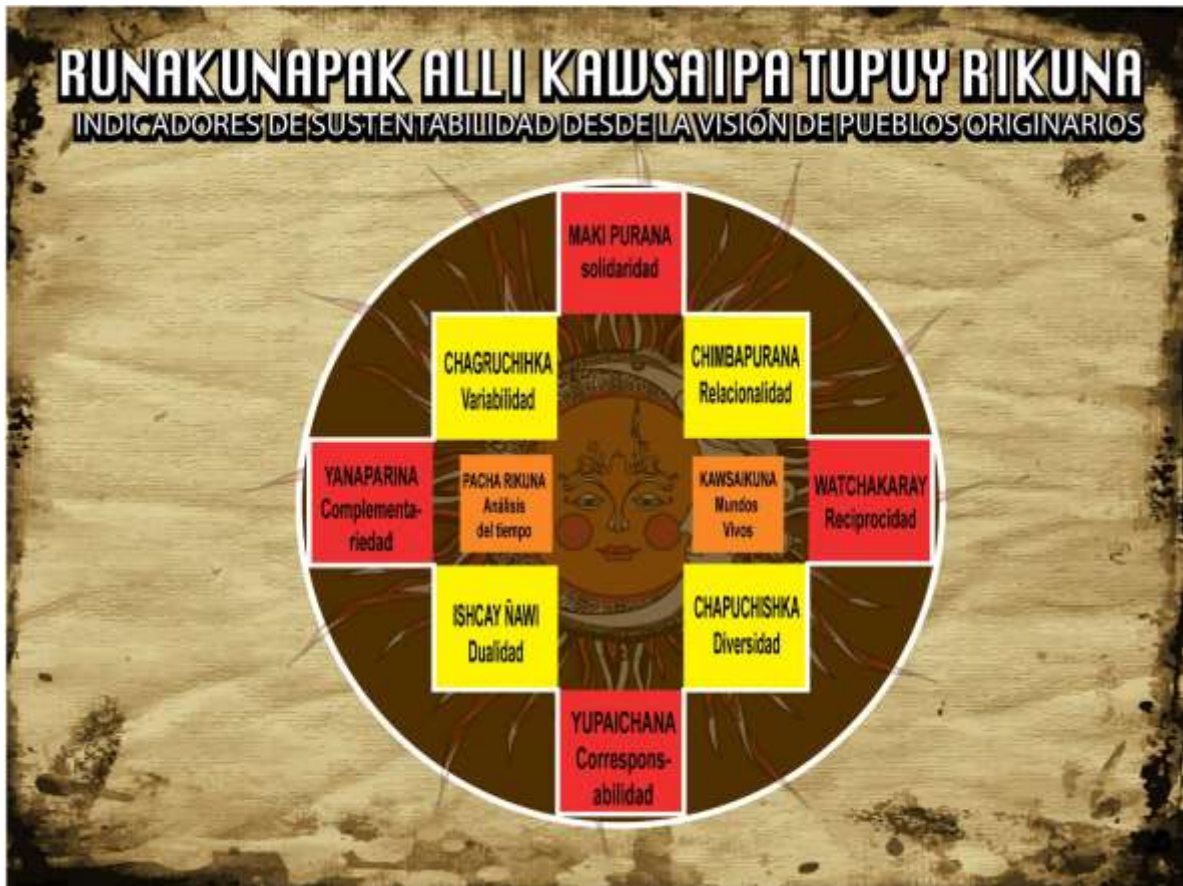 RUNAKUNAPAK ALLI KAWSAIPA TUPUY RIKUNA
INDICADORES DE SUSTENTABILIDAD DESDE LA VISIÓN DE PUEBLOS ORIGINARIOS
MAKI PURANA
solidaridad
CHAGRUCHIHKA
Variabilidad
CHIMBAPURANA
Relacionalidad
YANAPARINA
Complementa-
riedad
PACHA RIKUNA
Análisis
del tiempo
KAWSAIKUNA
Mundos
Vivos
WATCHAKARAY
Reciprocidad
ISHCAY ÑAWI
Dualidad
CHAPUCHISHKA
Diversidad
YUPAICHANA
Correspons-
abilidad